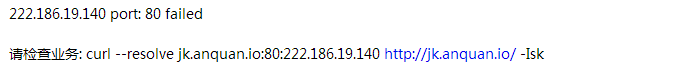 222.186.19.140 port: 80 failed
请检查业务: curl --resolve jk.anquan.io:80:222.186.19.140 http://jk.anquan.io/ -Isk